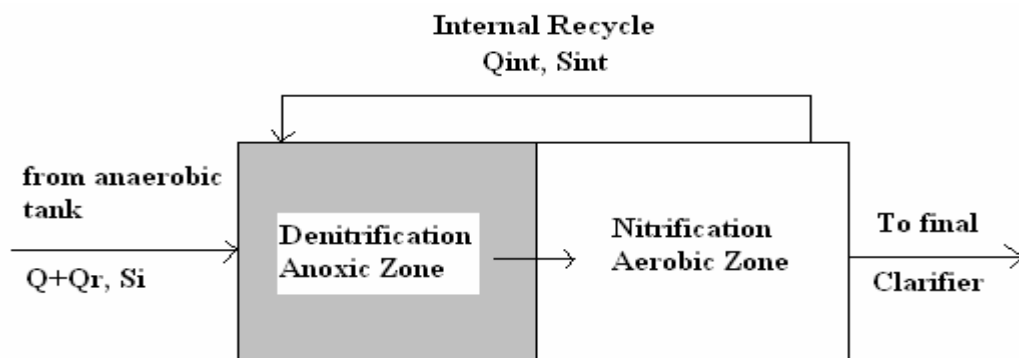 Internal Recycle
Qint, Sint
from anaerobic
tank
Q+Qr, Si
Denitrification
Anoxic Zone
Nitrification
Aerobic Zone
To final
Clarifier